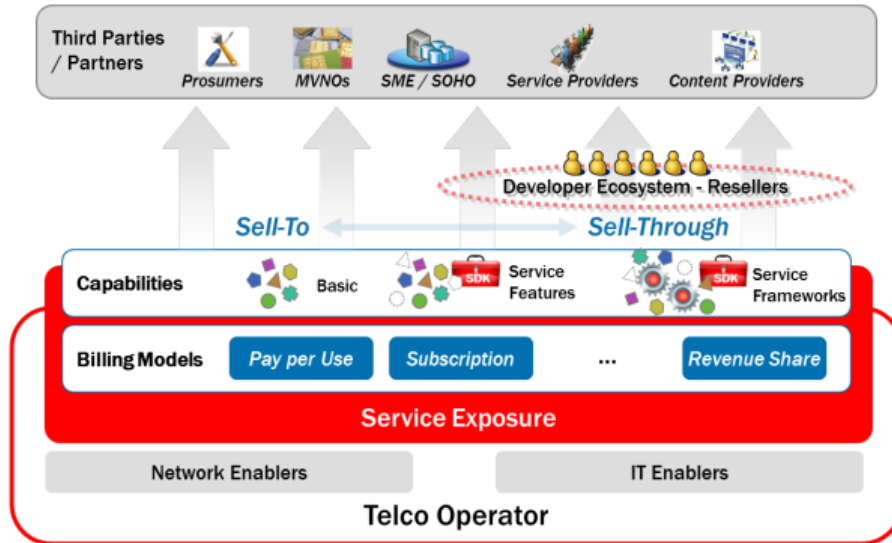 Third Parties
/ Partners
Prosumers
MVNOs
SME / SOHO
Service Providers
Content Providers
Developer Ecosystem - Resellers
Sell-To
Sell-Through
Capabilities
Basic
SDK
Service
Features
SDK
Service
Frameworks
Billing Models
Pay per Use
Subscription
...
Revenue Share
Service Exposure
Network Enablers
IT Enablers
Telco Operator